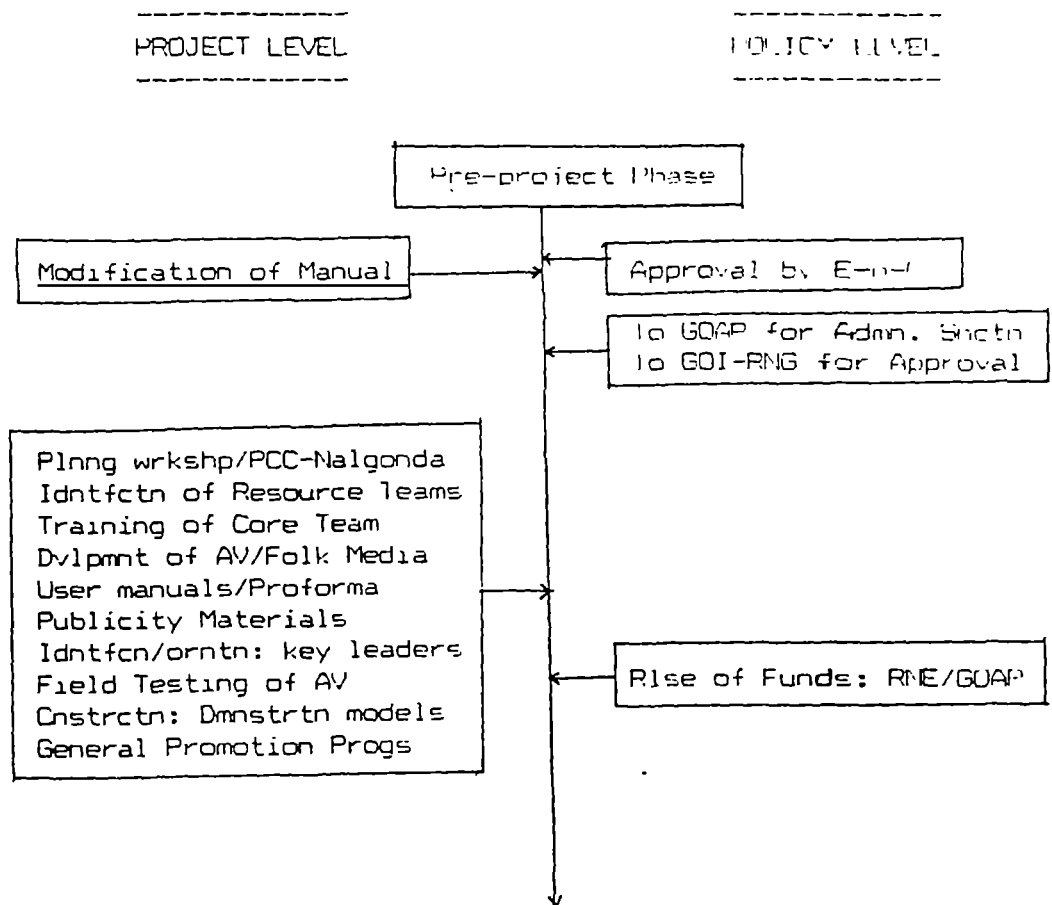 PROJECT LEVEL
POLICY LEVEL
Pre-project Phase
Modification of Manual
Approval by
To GOAP for Admn. Snctn
To GOI-RNG for Approval
Plnng wrkshp/PCC-Nalgonda
Idntfctn of Resource Teams
Training of Core Team
Dvlpmnt of AV/Folk Media
User manuals/Proforma
Publicity Materials
Idntfcn/orntn: key leaders
Field Testing of AV
Cnstrctn: Dmnstrtn models
General Promotion Progs
Rlse of Funds: RNE/GOAP